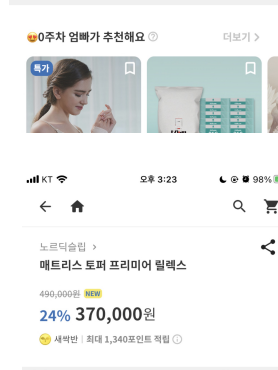 0주차 엄빠가 추천해요 ?
더보기 >
특가
KT 오후 3:23 98%
노르딕슬립 >
매트리스 토퍼 프리미어 릴렉스
490,000원 NEW
24% 370,000원
새싹반 | 최대 1,340포인트 적립 ⓘ